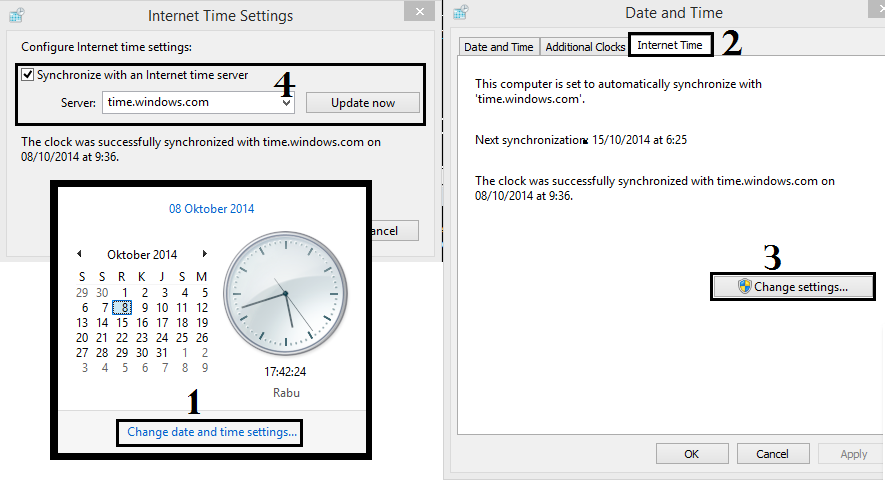 Internet Time Settings
Configure Internet time settings:
Synchronize with an Internet time server
4
Server: time.windows.com Update now
The clock was successfully synchronized with time.windows.com on
08/10/2014 at 9:36.
ancel
08 Oktober 2014
Oktober 2014
S S R K J S M
29 30 1 2 3 4 5
6 7 8 9 10 11 12
13 14 15 16 17 18 19
20 21 22 23 24 25 26
27 28 29 30 31 1 2
3 4 5 6 7 8 9
17:42:24
Rabu
1
Change date and time settings...
Date and Time
Date and Time Additional Clocks Internet Time 2
This computer is set to automatically synchronize with
'time.windows.com'.
Next synchronization: 15/10/2014 at 6:25
The clock was successfully synchronized with time.windows.com on
08/10/2014 at 9:36.
3
Change settings...
OK Cancel Apply